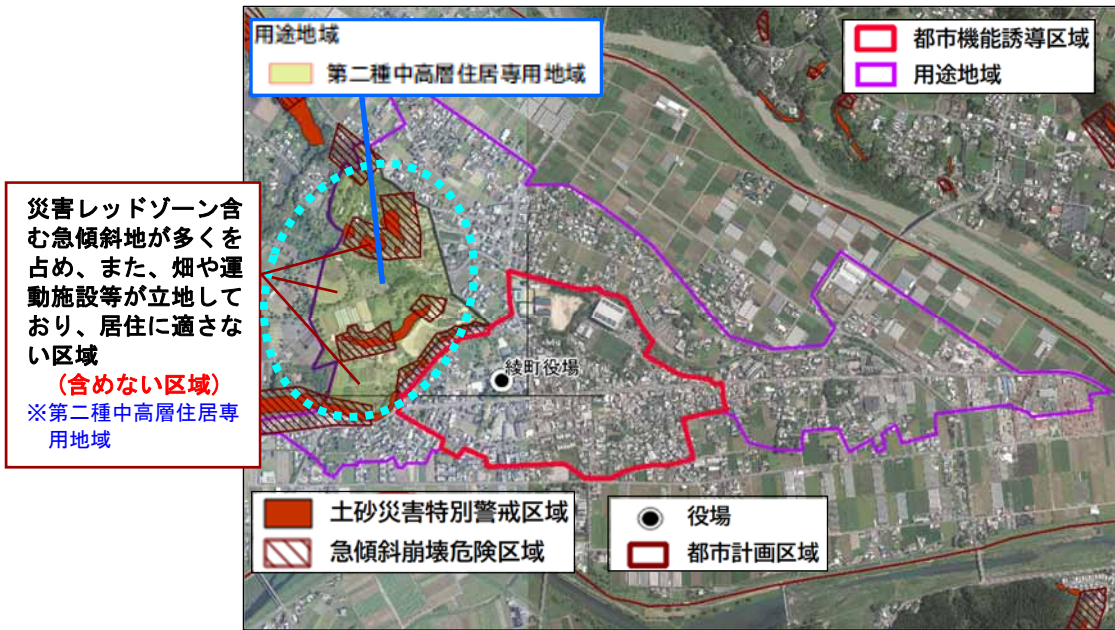 用途地域
第二種中高層住居専用地域
都市機能誘導区域
用途地域
災害レッドゾーン含
む急傾斜地が多くを
占め、また、畑や運
動施設等が立地して
おり、居住に適さな
い区域
(含めない区域)
※第二種中高層住居専
用地域
綾町役場
土砂災害特別警戒区域
急傾斜崩壊危険区域
役場
都市計画区域